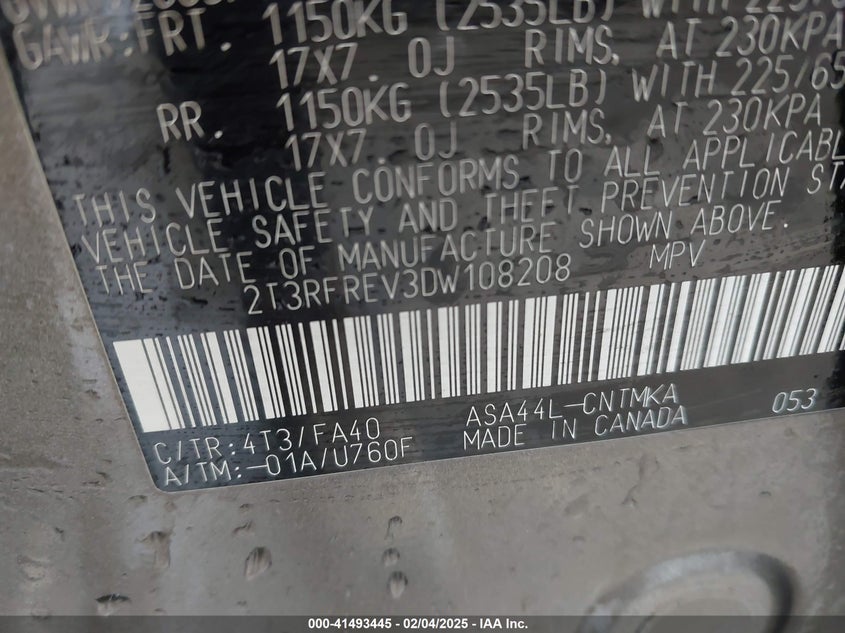 GAWR:FRT. 1150KG (2535LB) WITH
17X7.0J RIMS, AT 230KPA
RR. 1150KG (2535LB) WITH 225/65
17X7.0J RIMS, AT 230KPA
THIS VEHICLE CONFORMS TO ALL APPLICABL
VEHICLE SAFETY AND THEFT PREVENTION STA
THE DATE OF MANUFACTURE SHOWN ABOVE.
2T3RFREV3DW108208 MPV
C/TR:4T3/FA40 ASA44L-CNTMKA 053
A/TM:-01A/U760F MADE IN CANADA
000-41493445 - 02/04/2025 - IAA Inc.